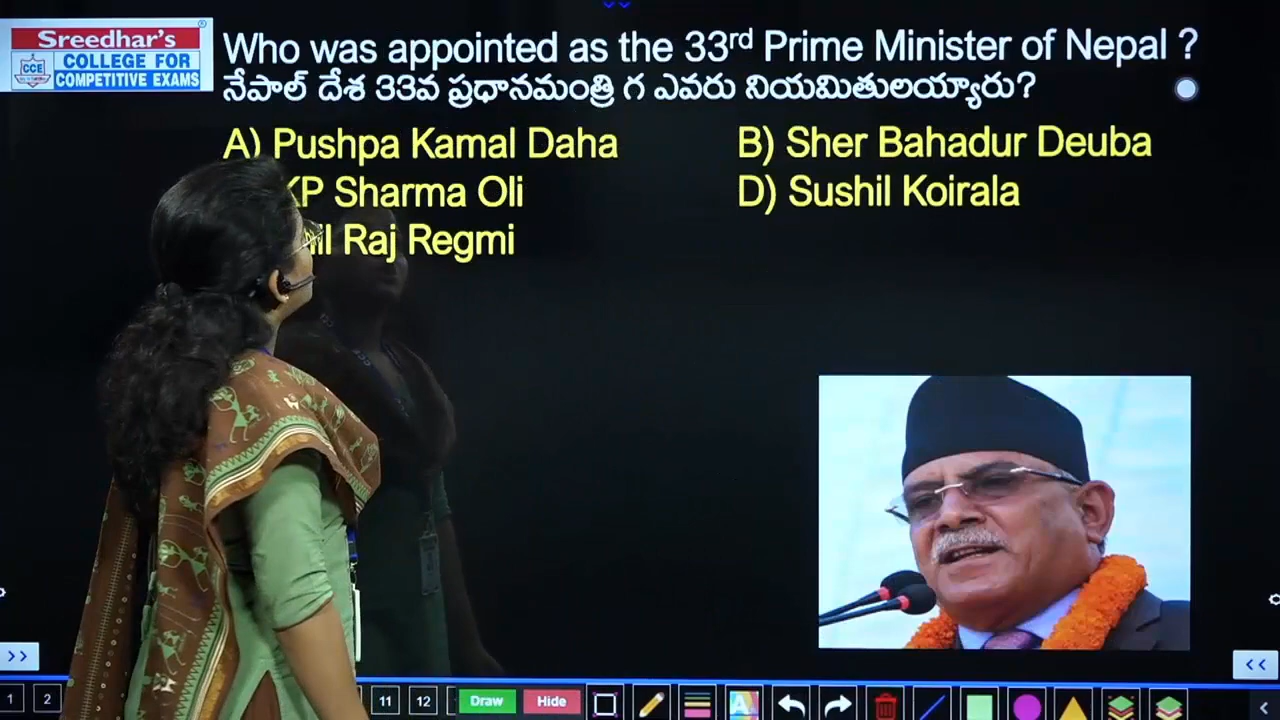 Sreedhar's
CCE
COLLEGE FOR
COMPETITIVE EXAMS
Who was appointed as the 33rd Prime Minister of Nepal ?
నేపాల్ దేశ 33వ ప్రధానమంత్రి గ ఎవరు నియమితులయ్యారు?
A) Pushpa Kamal Daha
B) Sher Bahadur Deuba
KP Sharma Oli
D) Sushil Koirala
Raj Regmi
>>
<<
1 2 11 12 Draw Hide